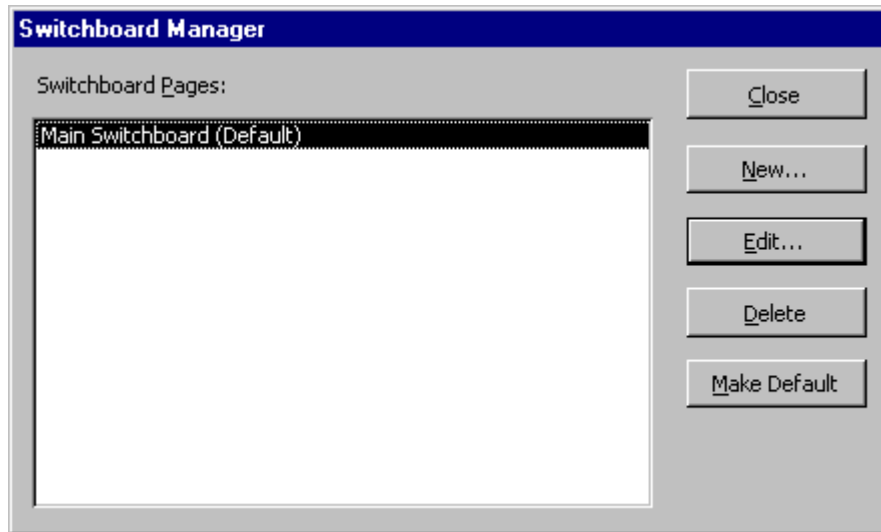 Switchboard Manager
Switchboard Pages:
Main Switchboard (Default)
Close
New...
Edit...
Delete
Make Default